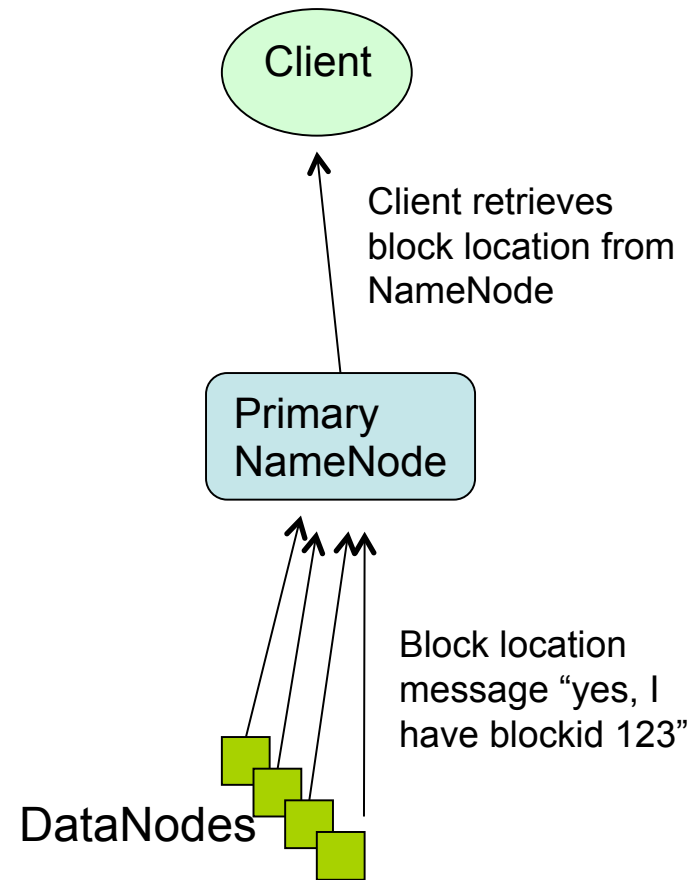 Client
Client retrieves
block location from
NameNode
Primary
NameNode
Block location
message “yes, I
have blockid 123”
DataNodes